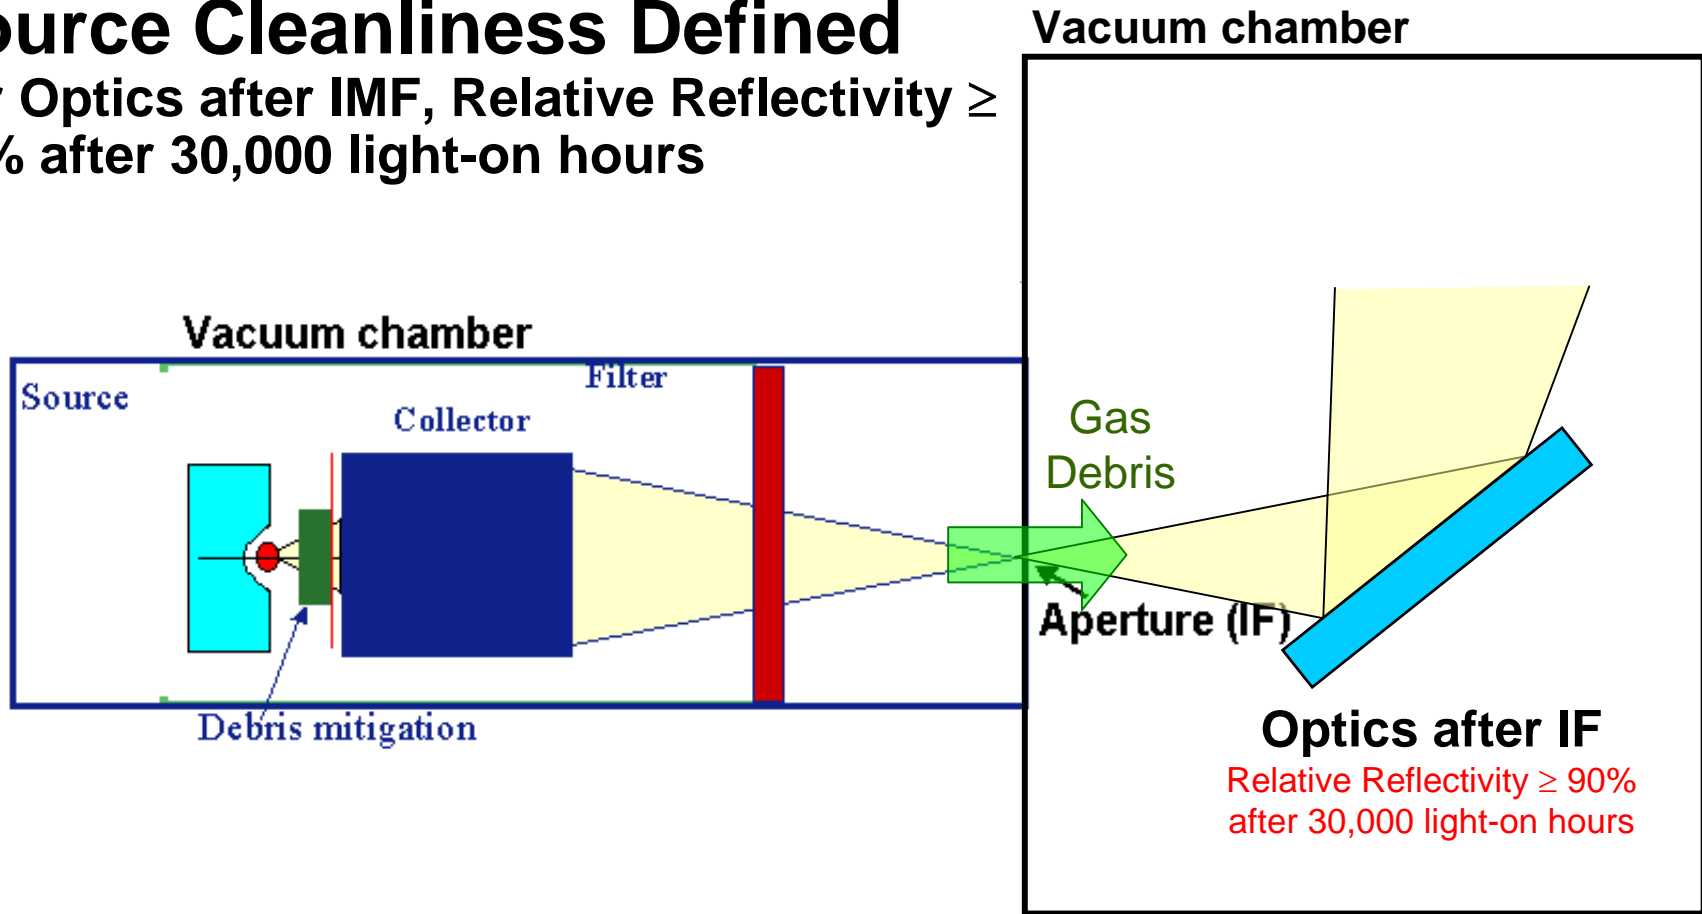 ource Cleanliness Defined
r Optics after IMF, Relative Reflectivity ≥
% after 30,000 light-on hours
Vacuum chamber
Vacuum chamber
Source
Filter
Collector
Gas
Debris
Aperture (IF)
Debris mitigation
Optics after IF
Relative Reflectivity ≥ 90%
after 30,000 light-on hours